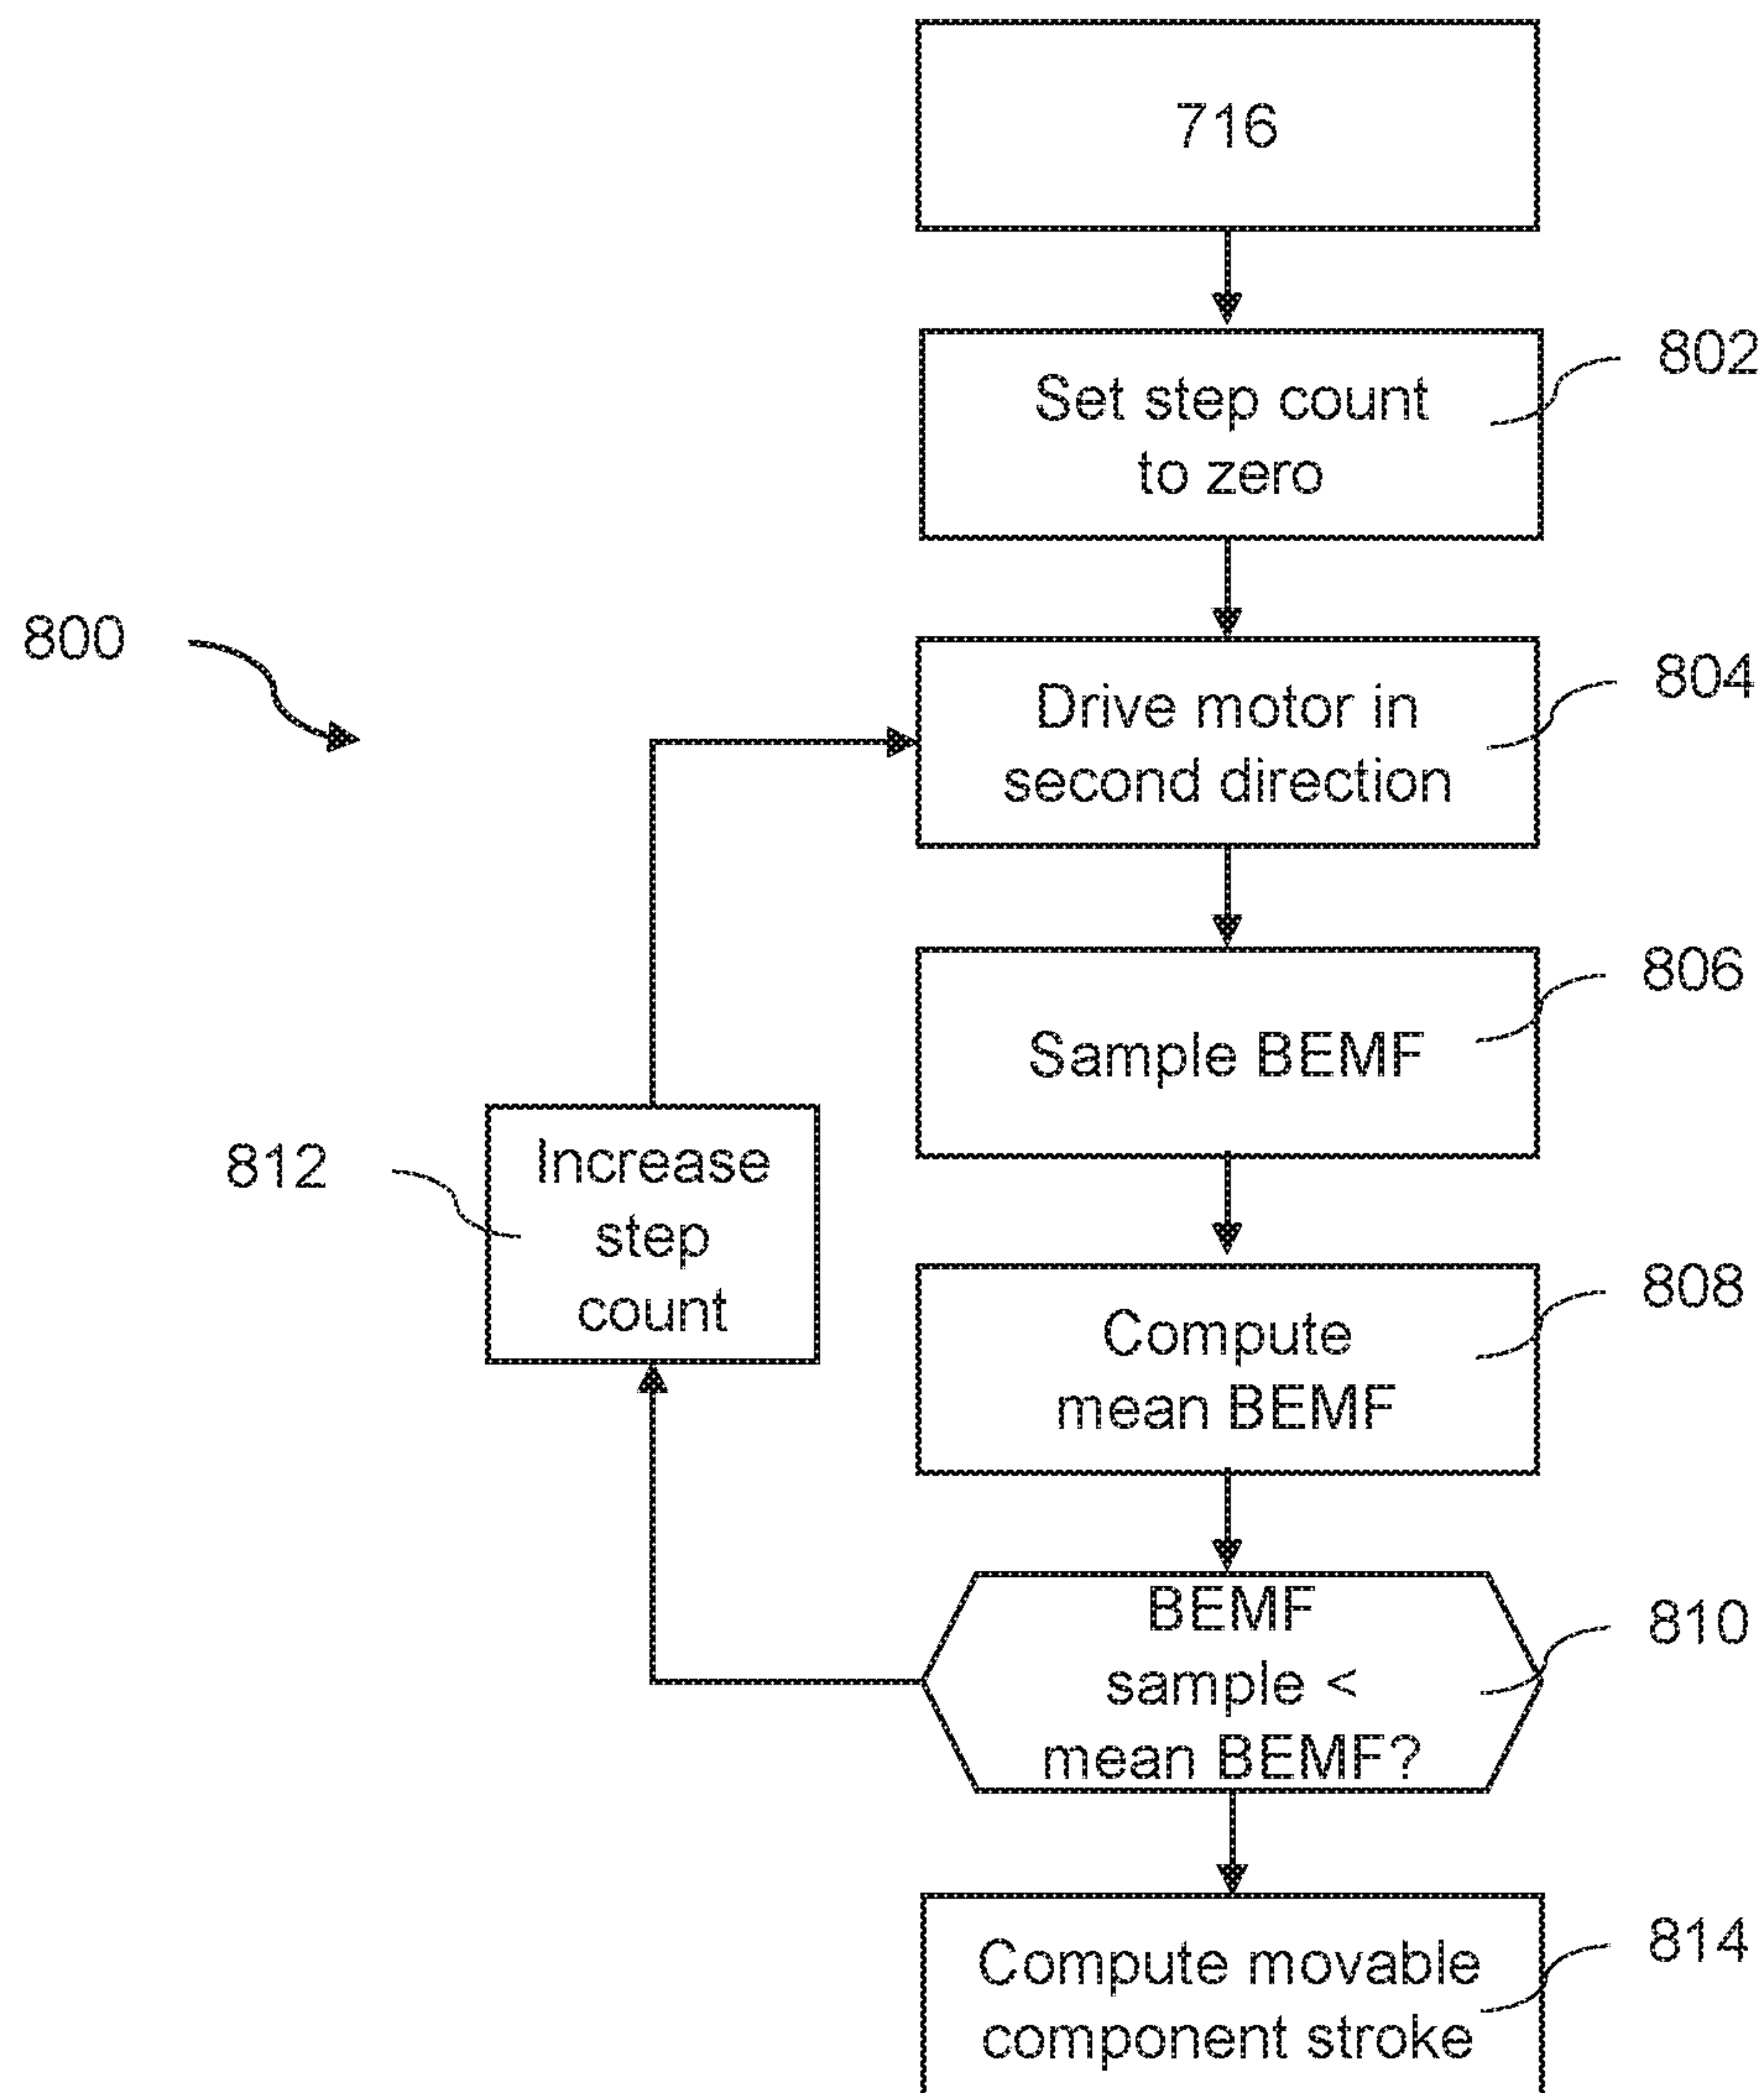 716
Set step count
to zero
802
800
Drive motor in
second direction
804
Sample BEMF
806
812
Increase
step
count
Compute
mean BEMF
808
BEMF
sample <
mean BEMF?
810
Compute movable
component stroke
814